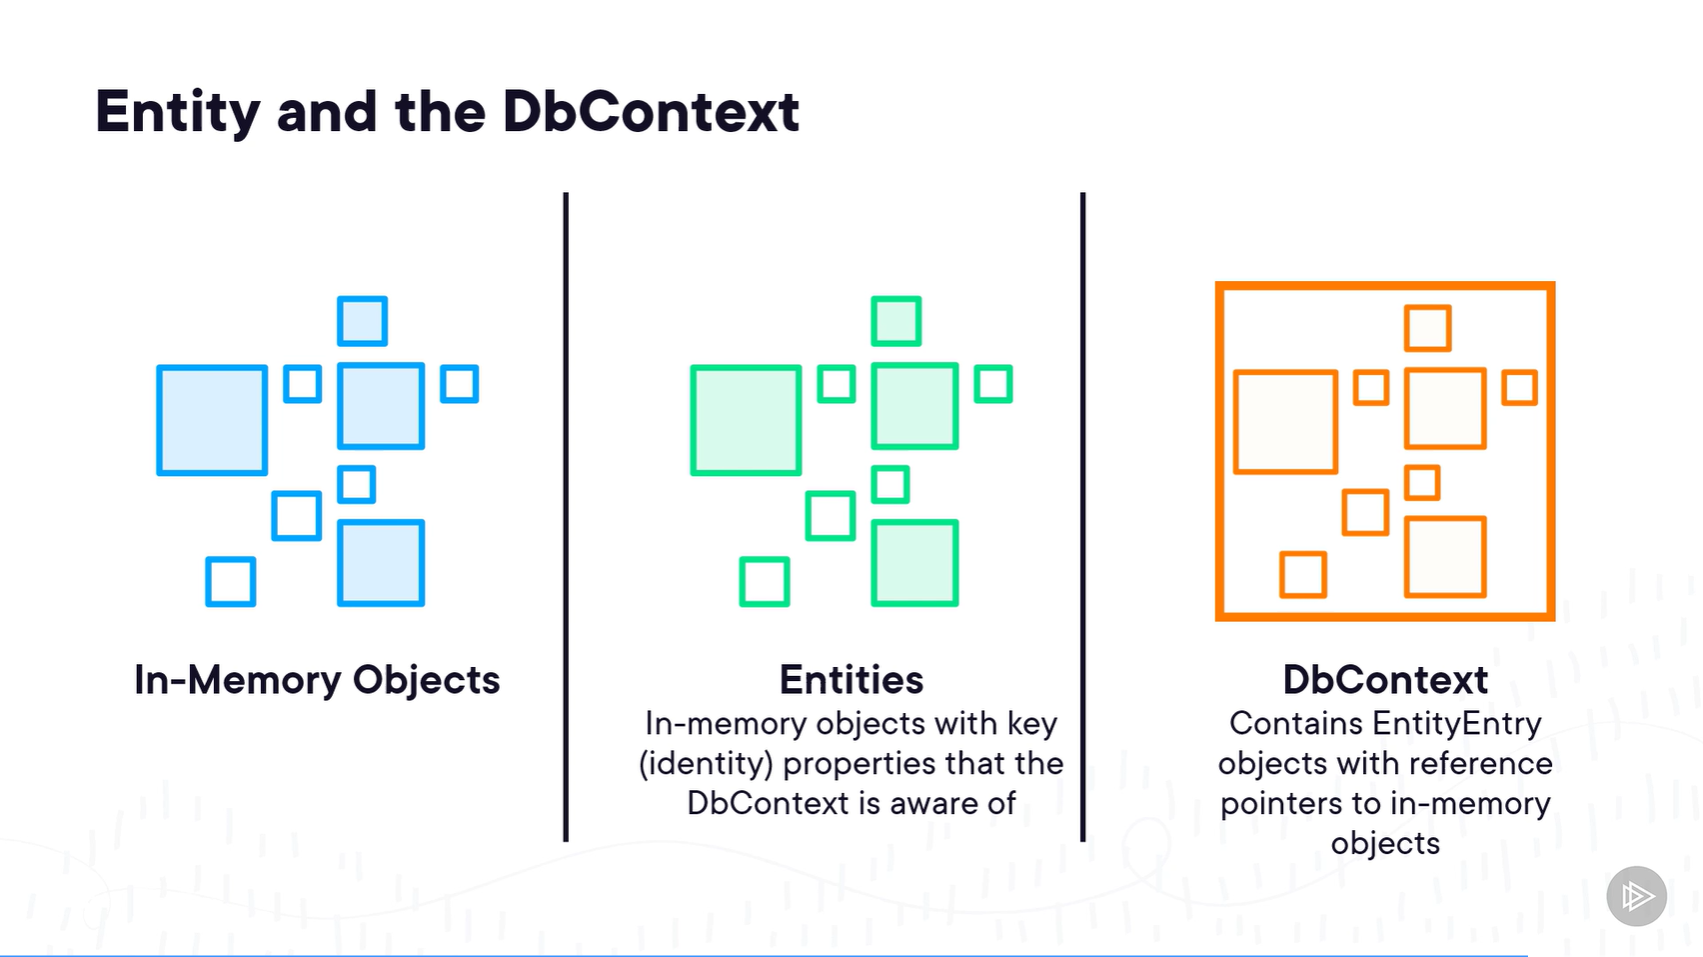 Entity and the DbContext
In-Memory Objects
Entities
In-memory objects with key
(identity) properties that the
DbContext is aware of
DbContext
Contains EntityEntry
objects with reference
pointers to in-memory
objects